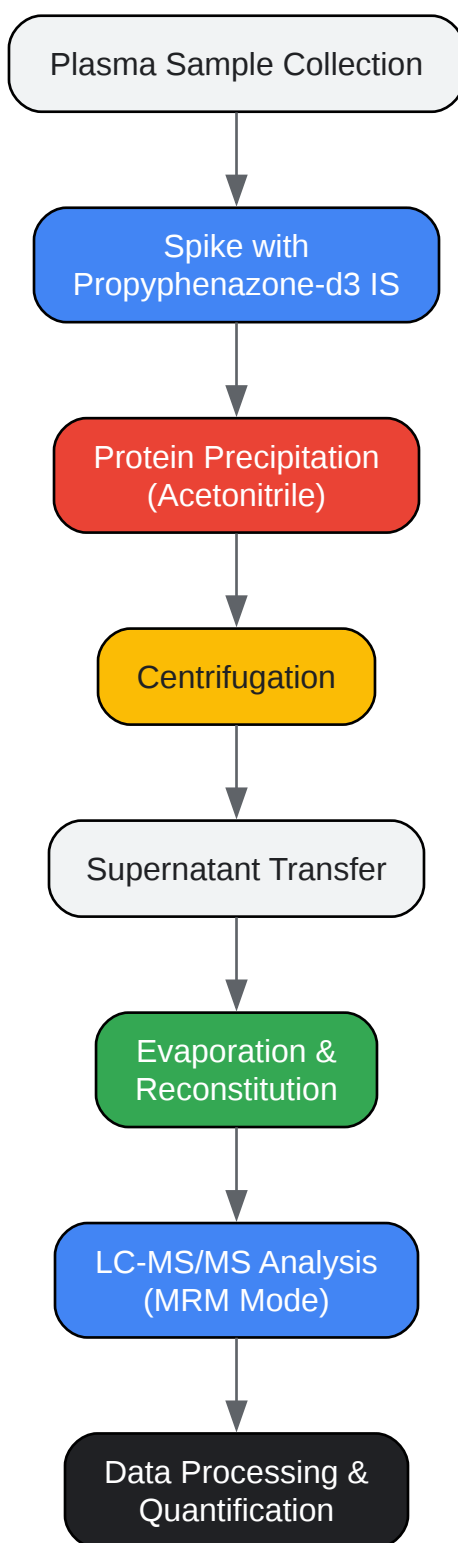 Plasma Sample Collection
Spike with
Propyphenazone-d3 IS
Protein Precipitation
(Acetonitrile)
Centrifugation
Supernatant Transfer
Evaporation &
Reconstitution
LC-MS/MS Analysis
(MRM Mode)
Data Processing &
Quantification